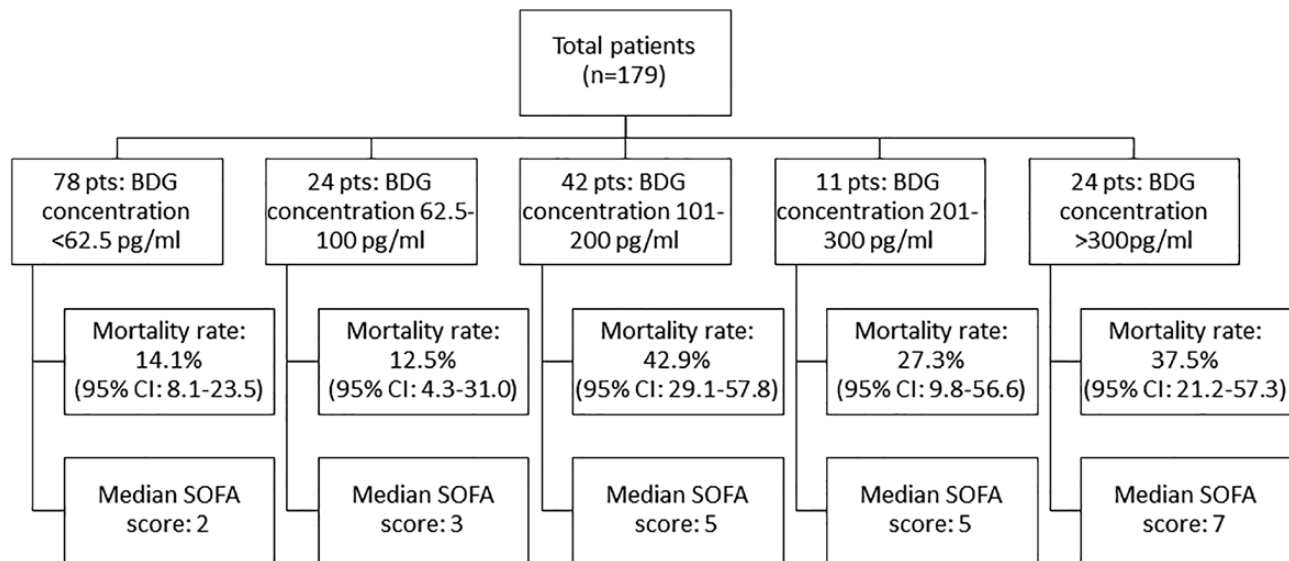 Total patients
(n=179)
78 pts: BDG
concentration
<62.5 pg/ml
24 pts: BDG
concentration 62.5-
100 pg/ml
42 pts: BDG
concentration 101-
200 pg/ml
11 pts: BDG
concentration 201-
300 pg/ml
24 pts: BDG
concentration
>300pg/ml
Mortality rate:
14.1%
(95% CI: 8.1-23.5)
Mortality rate:
12.5%
(95% CI: 4.3-31.0)
Mortality rate:
42.9%
(95% CI: 29.1-57.8)
Mortality rate:
27.3%
(95% CI: 9.8-56.6)
Mortality rate:
37.5%
(95% CI: 21.2-57.3)
Median SOFA
score: 2
Median SOFA
score: 3
Median SOFA
score: 5
Median SOFA
score: 5
Median SOFA
score: 7